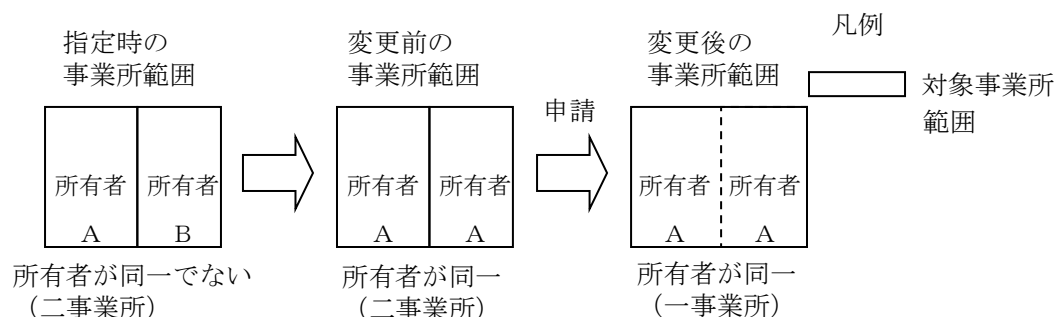 指定時の
事業所範囲
所有者
A
所有者
B
所有者が同一でない
(二事業所)
変更前の
事業所範囲
所有者
A
所有者
A
所有者が同一
(二事業所)
申請
変更後の
事業所範囲
所有者
A
所有者
A
所有者が同一
(一事業所)
凡例
対象事業所
範囲